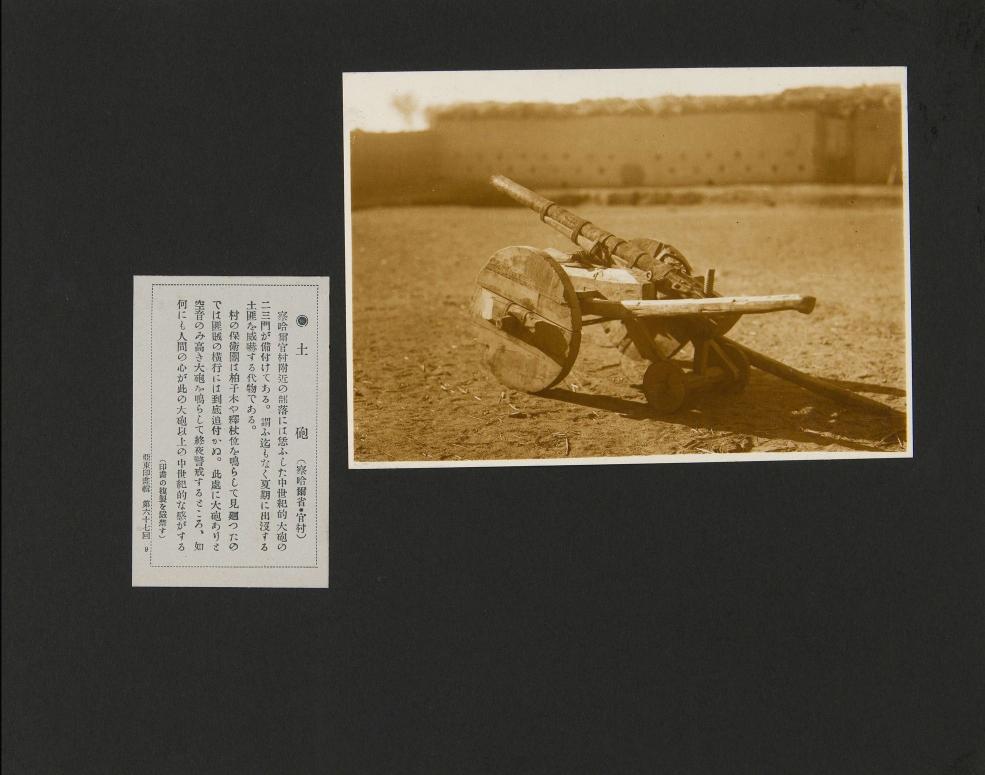 ◉土砲（察哈爾省・官村）
察哈爾官村附近の部落には恁ふした中世紀的大砲の
二三門が備付けてある。謂ふ迄もなく夏期に出沒する
土匪を威嚇する代物である。
村の保衛團は柏子木や錫杖位を鳴らして見廻つたの
では匪賊の橫行には到底追付かぬ。此處に大砲ありと
空音のみ高き大砲を鳴らして終夜警戒するところ、如
何にも人間の心が此の大砲以上の中世紀的な感がする
（印畫の複製を嚴禁す）
亞東印畫輯 第六十七回 9